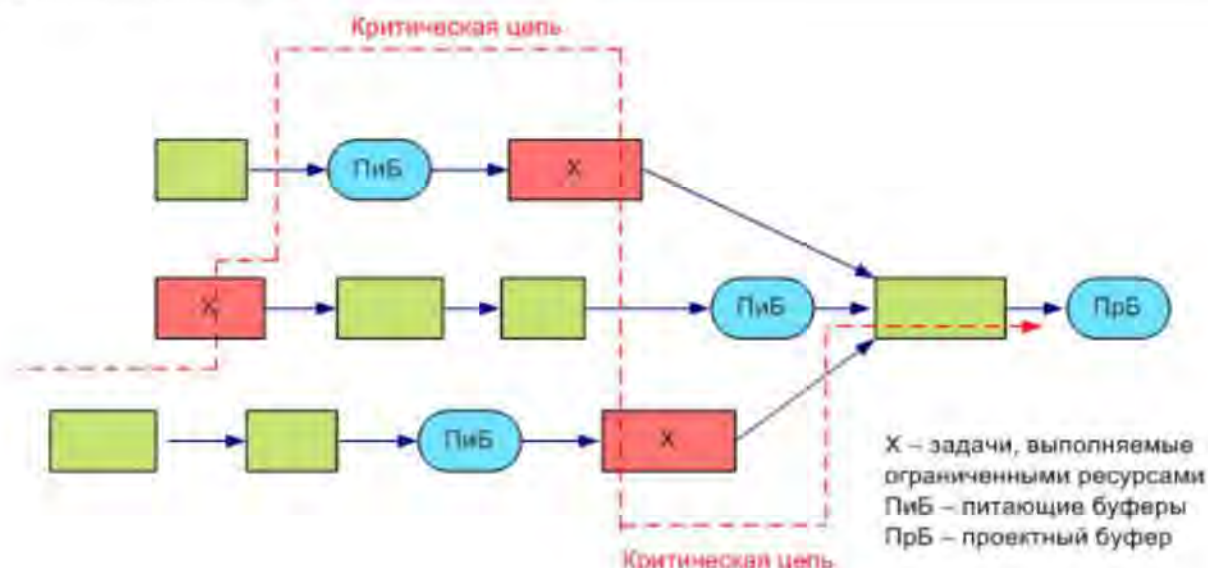 Критическая цепь
ПиБ
X
X
ПиБ
ПрБ
ПиБ
X
X – задачи, выполняемые
ограниченными ресурсами
ПиБ – питающие буферы
ПрБ – проектный буфер
Критическая цепь